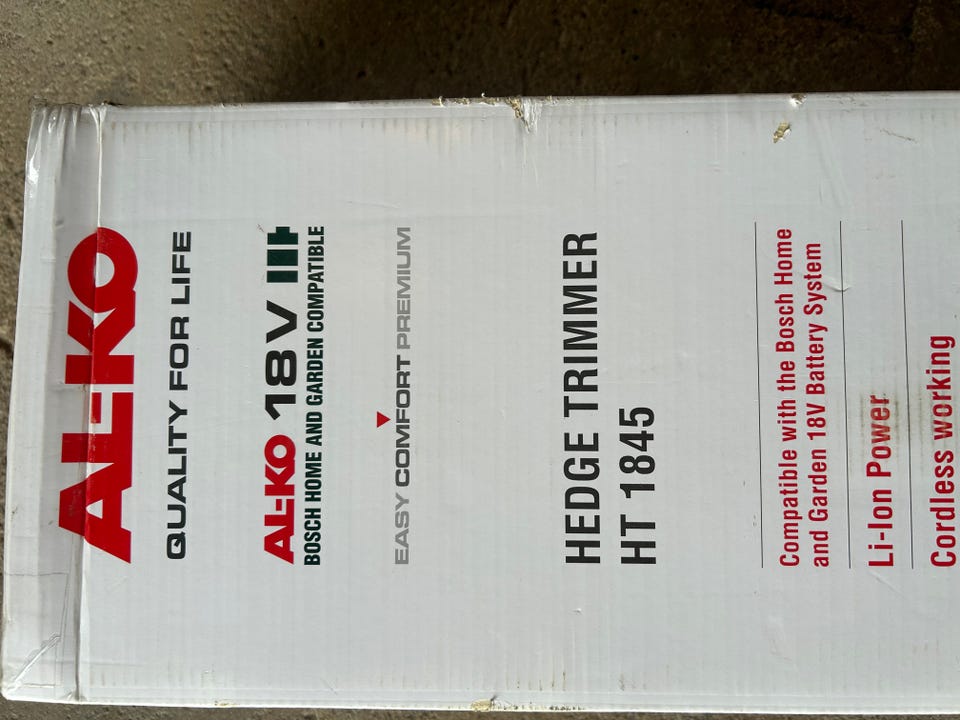 AL-KO
QUALITY FOR LIFE
AL-KO 18V
BOSCH HOME AND GARDEN COMPATIBLE
EASY COMFORT PREMIUM
HEDGE TRIMMER
HT 1845
Compatible with the Bosch Home
and Garden 18V Battery System
Li-Ion Power
Cordless working